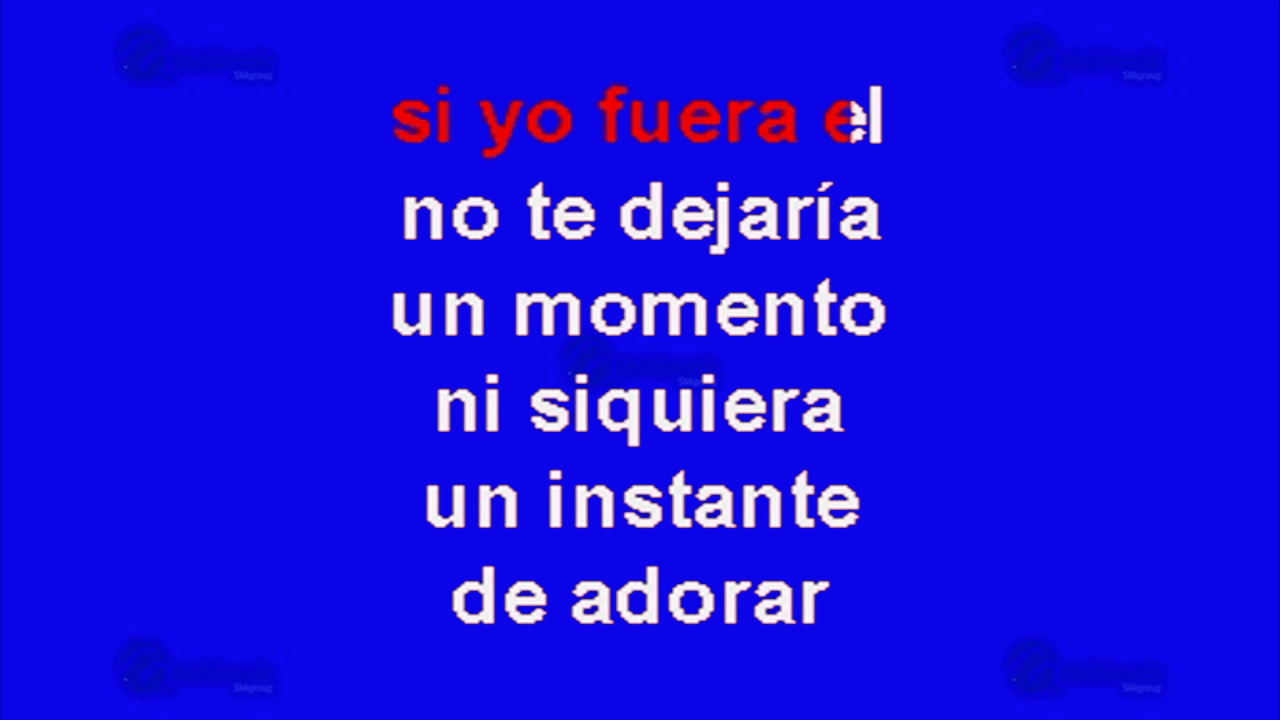 si yo fuera el
no te dejaría
un momento
ni siquiera
un instante
de adorar